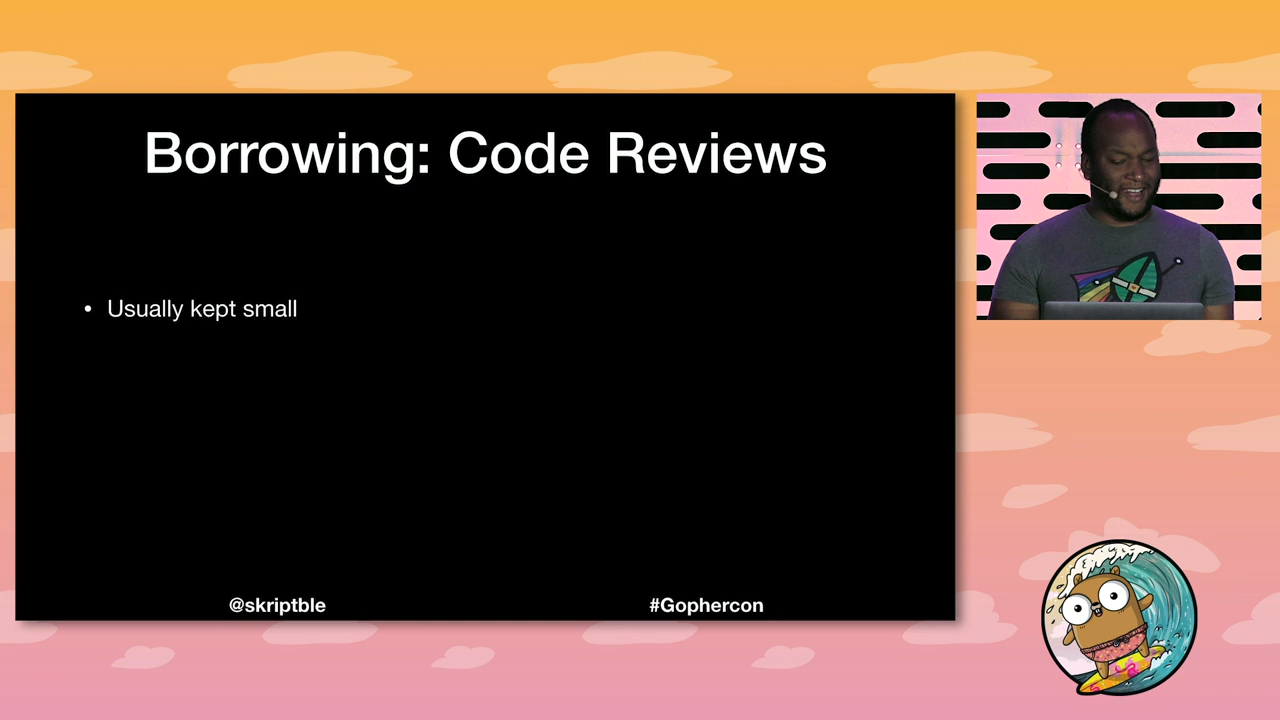 Borrowing: Code Reviews
• Usually kept small
@skriptble
#Gophercon